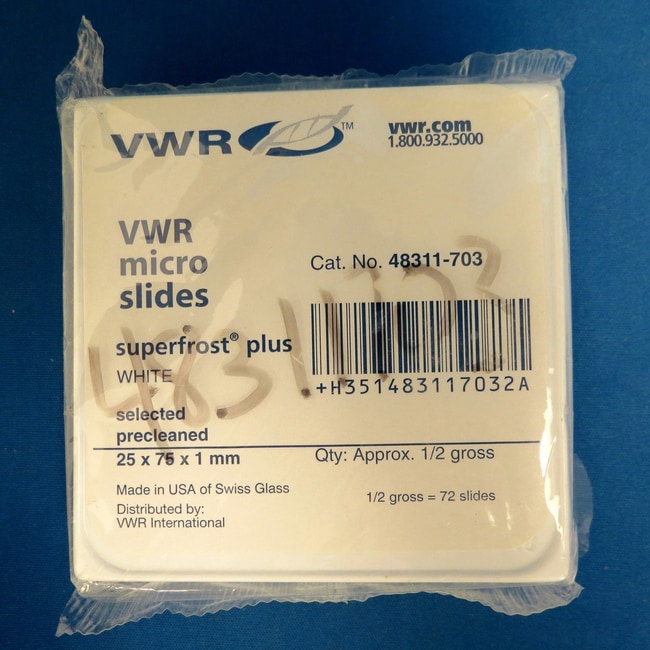 VWR TM
vwr.com
1.800.932.5000
VWR
micro
slides
Cat. No. 48311-703
superfrost® plus
WHITE
+H351483117032A
48311703
selected
precleaned
25 x 75 x 1 mm
Qty: Approx. 1/2 gross
Made in USA of Swiss Glass
1/2 gross = 72 slides
Distributed by:
VWR International